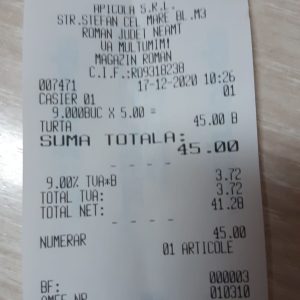 APICOLA S.R.L.
STR.STEFAN CEL MARE BL.M3
ROMAN JUDET NEAMT
VA MULTUMIM!
MAGAZIN ROMAN
C.I.F.:RO9318238
007471 17-12-2020 10:26
CASIER 01 01
9.000BUC X 5.00 =
TURTA 45.00 B
SUMA TOTALA:
45.00
- - - -
9.00% TVA*B 3.72
TOTAL TVA: 3.72
TOTAL NET: 41.28
- - - -
NUMERAR 45.00
01 ARTICOLE
- - - -
BF: 000003
010310